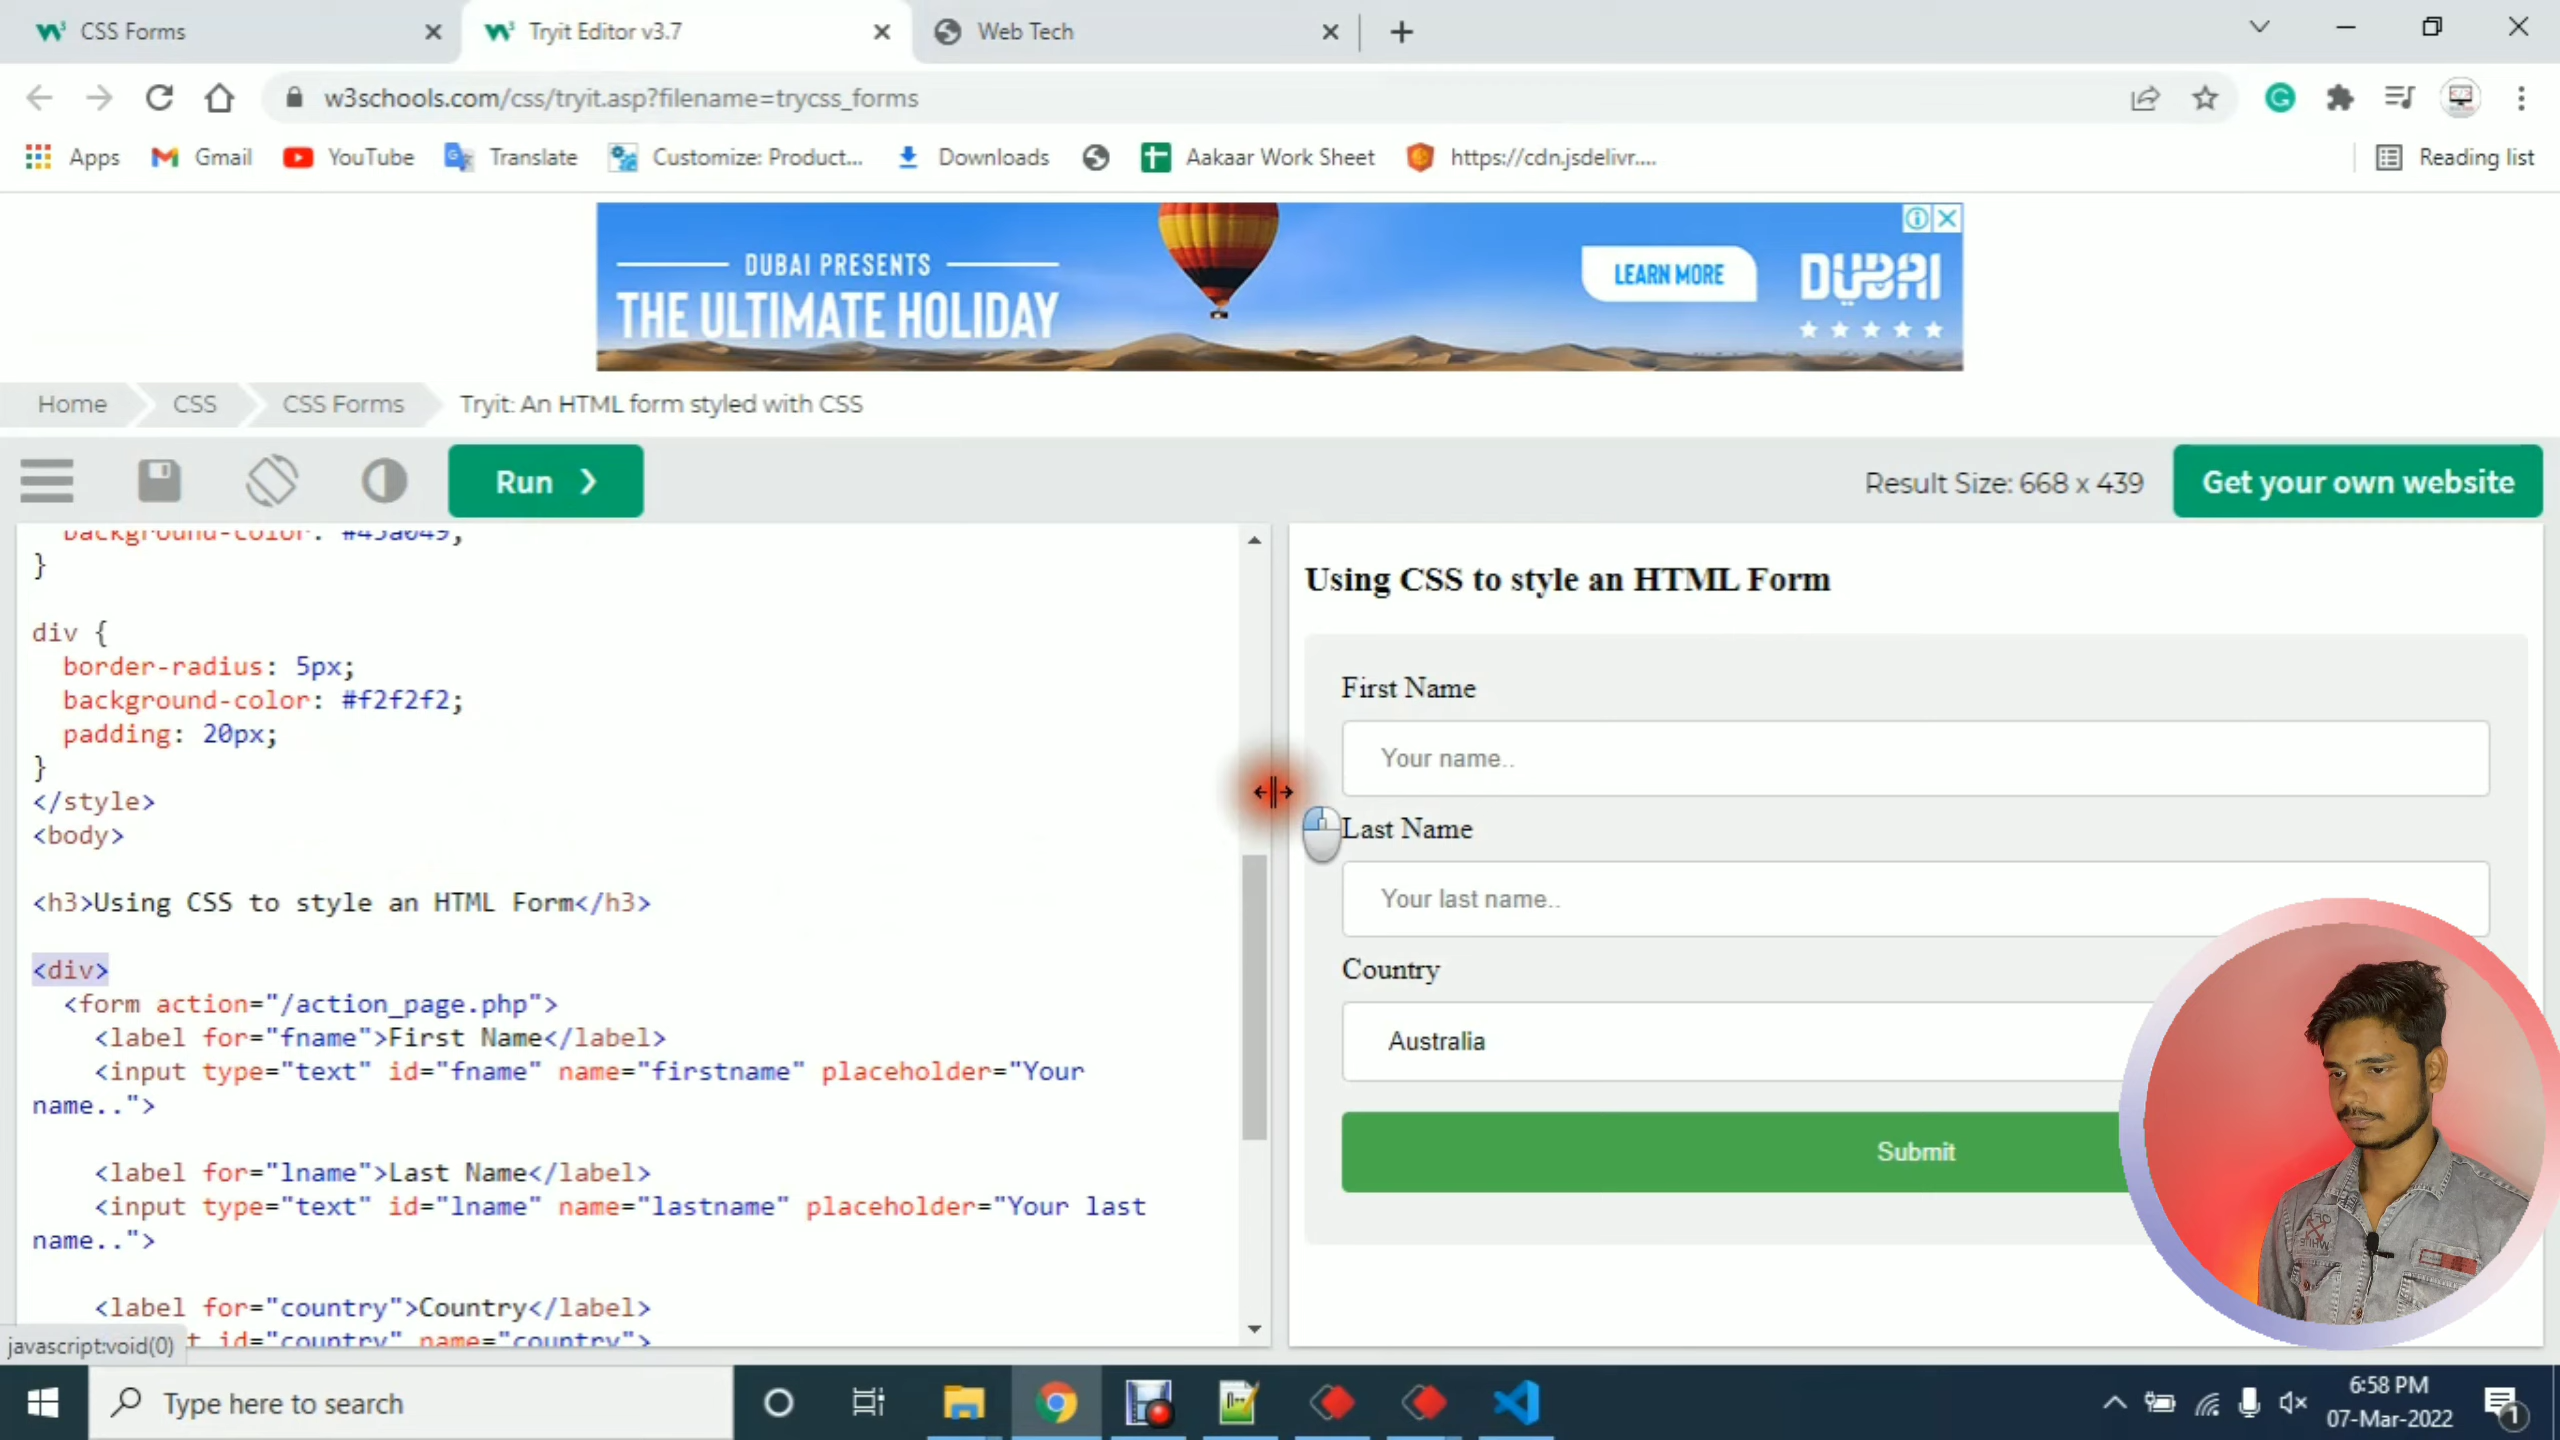 CSS Forms
Tryit Editor v3.7
Web Tech
w3schools.com/css/tryit.asp?filename=trycss_forms
Apps
Gmail
YouTube
Translate
Customize: Product...
Downloads
Aakaar Work Sheet
https://cdn.jsdelivr....
Reading list
DUBAI PRESENTS
THE ULTIMATE HOLIDAY
LEARN MORE
DUBAI
Home
CSS
CSS Forms
Tryit: An HTML form styled with CSS
Run ❯
Result Size: 668 x 439
Get your own website
background-color: #45a049;
}
div {
border-radius: 5px;
background-color: #f2f2f2;
padding: 20px;
}
</style>
<body>
<h3>Using CSS to style an HTML Form</h3>
<div>
<form action="/action_page.php">
<label for="fname">First Name</label>
<input type="text" id="fname" name="firstname" placeholder="Your
name..">
<label for="lname">Last Name</label>
<input type="text" id="lname" name="lastname" placeholder="Your last
name..">
<label for="country">Country</label>
t id="country" name="country">
javascript:void(0)
Using CSS to style an HTML Form
First Name
Your name..
Last Name
Your last name..
Country
Australia
Submit
Type here to search
6:58 PM
07-Mar-2022
1